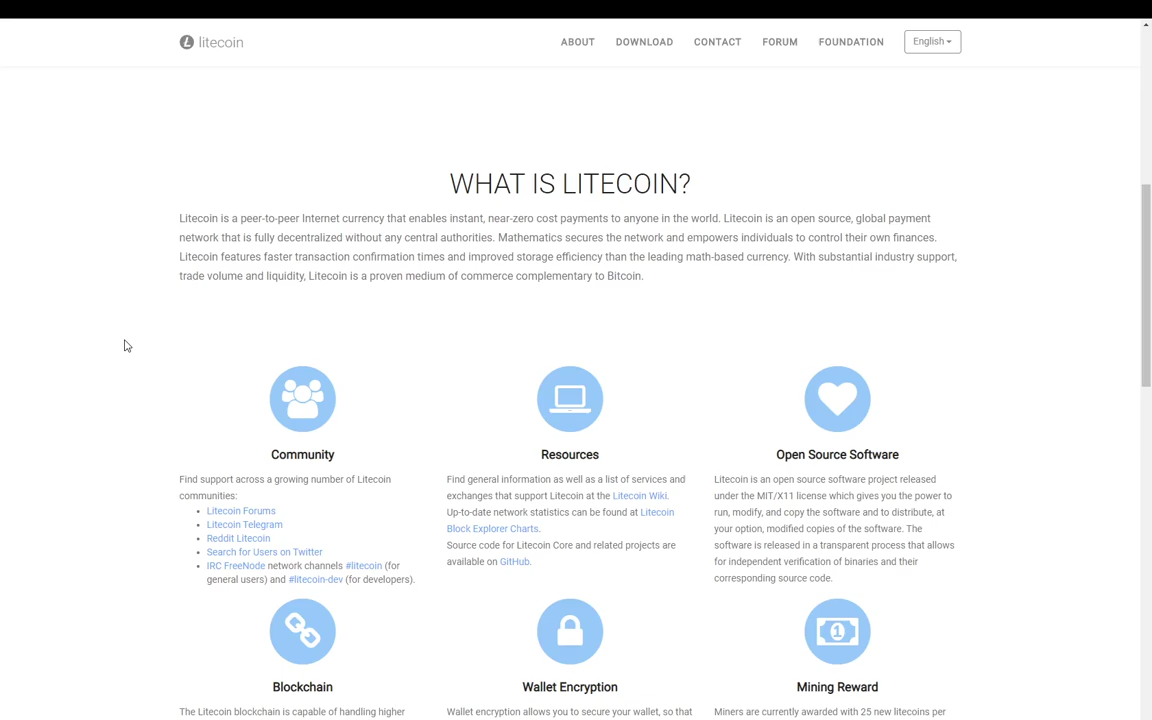 litecoin
ABOUT DOWNLOAD CONTACT FORUM FOUNDATION English
WHAT IS LITECOIN?
Litecoin is a peer-to-peer Internet currency that enables instant, near-zero cost payments to anyone in the world. Litecoin is an open source, global payment
network that is fully decentralized without any central authorities. Mathematics secures the network and empowers individuals to control their own finances.
Litecoin features faster transaction confirmation times and improved storage efficiency than the leading math-based currency. With substantial industry support,
trade volume and liquidity, Litecoin is a proven medium of commerce complementary to Bitcoin.
Community
Find support across a growing number of Litecoin
communities:
• Litecoin Forums
• Litecoin Telegram
• Reddit Litecoin
• Search for Users on Twitter
• IRC FreeNode network channels #litecoin (for
general users) and #litecoin-dev (for developers).
Resources
Find general information as well as a list of services and
exchanges that support Litecoin at the Litecoin Wiki.
Up-to-date network statistics can be found at Litecoin
Block Explorer Charts.
Source code for Litecoin Core and related projects are
available on GitHub.
Open Source Software
Litecoin is an open source software project released
under the MIT/X11 license which gives you the power to
run, modify, and copy the software and to distribute, at
your option, modified copies of the software. The
software is released in a transparent process that allows
for independent verification of binaries and their
corresponding source code.
Blockchain
The Litecoin blockchain is capable of handling higher
Wallet Encryption
Wallet encryption allows you to secure your wallet, so that
1
Mining Reward
Miners are currently awarded with 25 new litecoins per